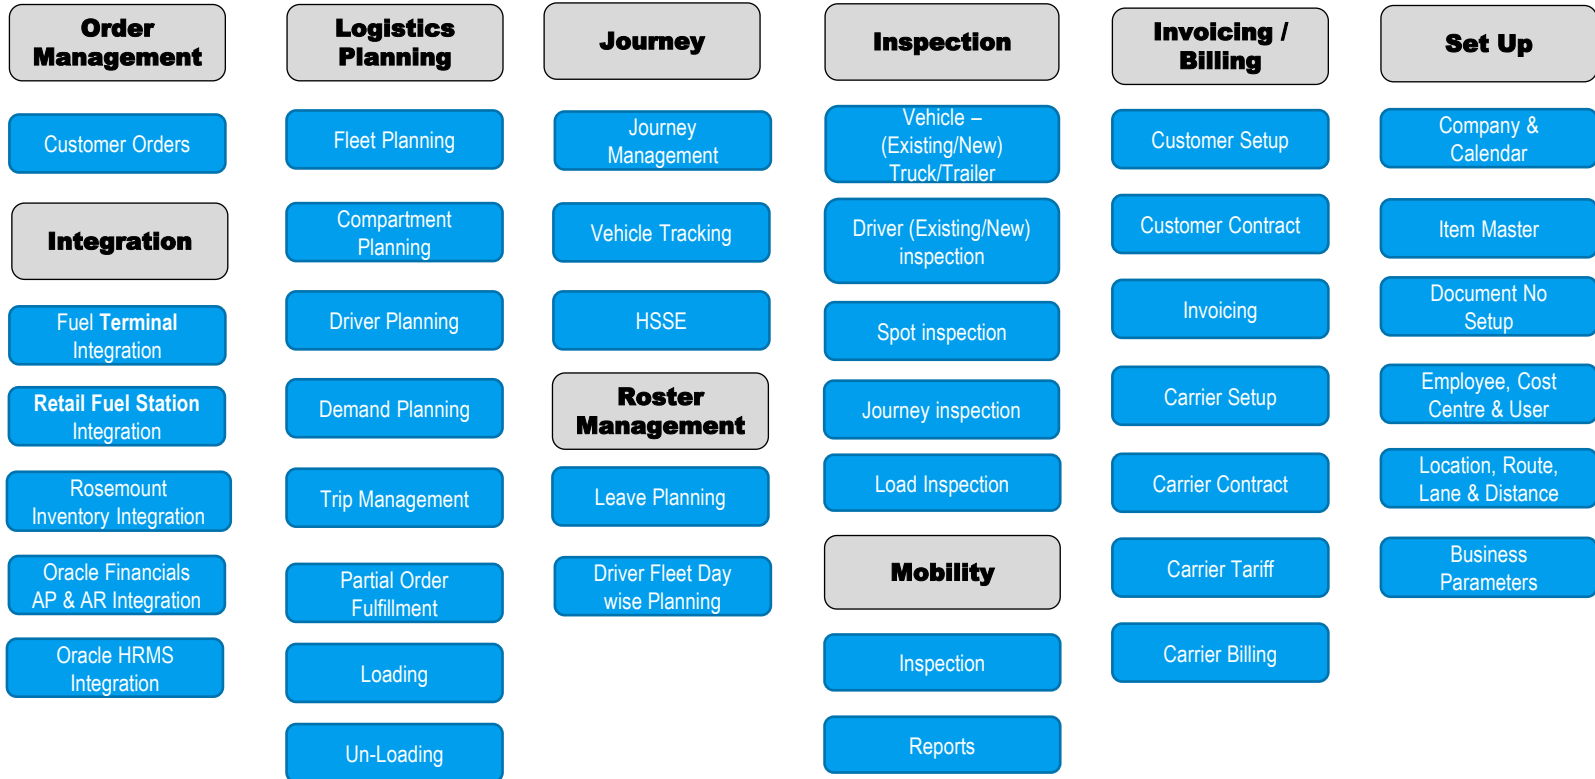 Order
Management
Customer Orders
Integration
Fuel Terminal
Integration
Retail Fuel Station
Integration
Rosemount
Inventory Integration
Oracle Financials
AP & AR Integration
Oracle HRMS
Integration
Logistics
Planning
Fleet Planning
Compartment
Planning
Driver Planning
Demand Planning
Trip Management
Partial Order
Fulfillment
Loading
Un-Loading
Journey
Journey
Management
Vehicle Tracking
HSSE
Roster
Management
Leave Planning
Driver Fleet Day
wise Planning
Inspection
Vehicle –
(Existing/New)
Truck/Trailer
Driver (Existing/New)
inspection
Spot inspection
Journey inspection
Load Inspection
Mobility
Inspection
Reports
Invoicing /
Billing
Customer Setup
Customer Contract
Invoicing
Carrier Setup
Carrier Contract
Carrier Tariff
Carrier Billing
Set Up
Company &
Calendar
Item Master
Document No
Setup
Employee, Cost
Centre & User
Location, Route,
Lane & Distance
Business
Parameters